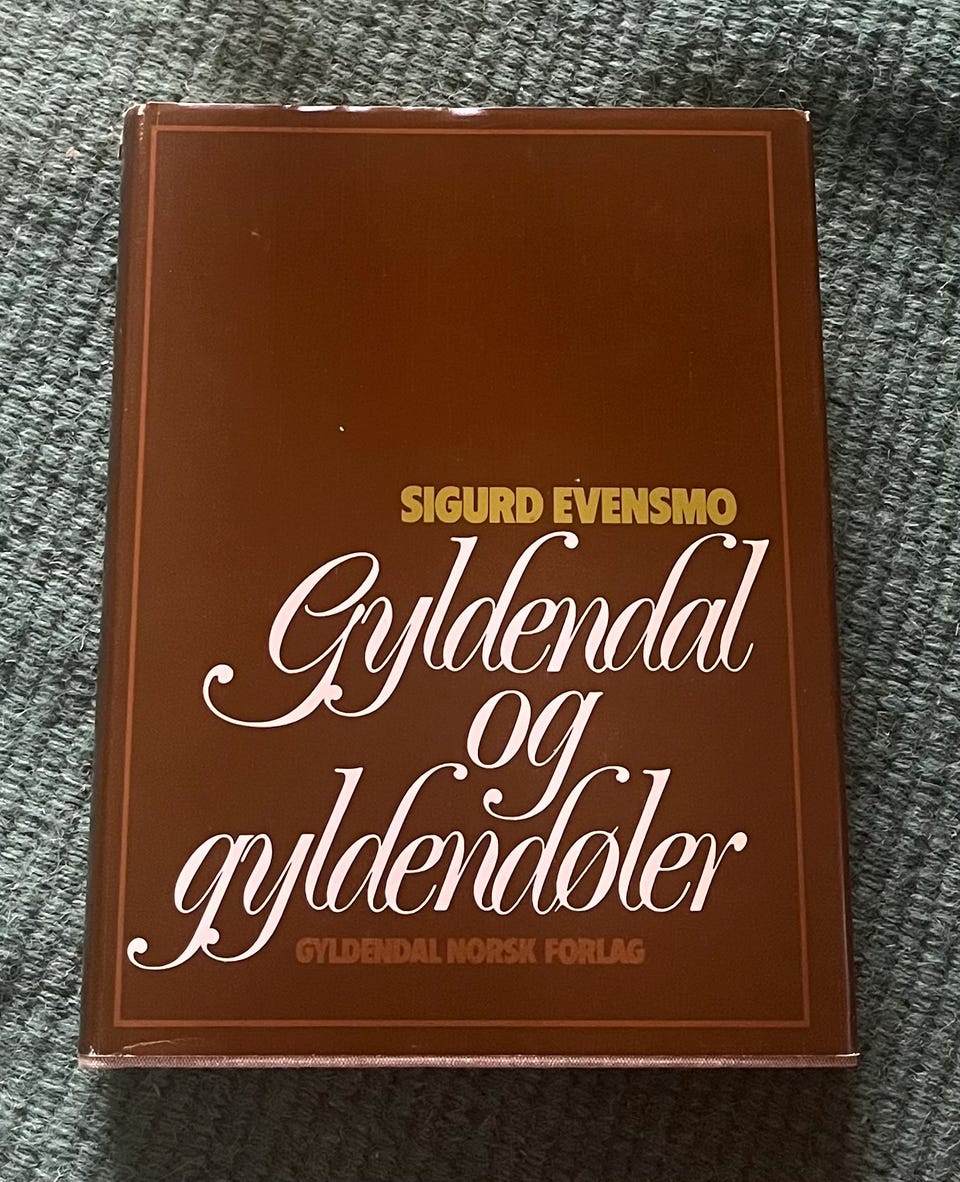 SIGURD EVENSMO
Gyldendal
og
gyldendøler
GYLDENDAL NORSK FORLAG